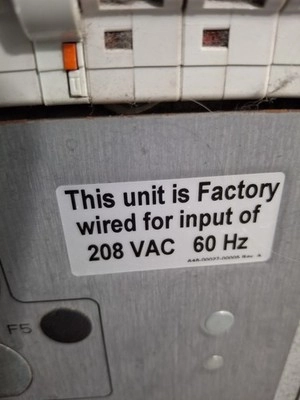 This unit is Factory
wired for input of
208 VAC 60 Hz
F5